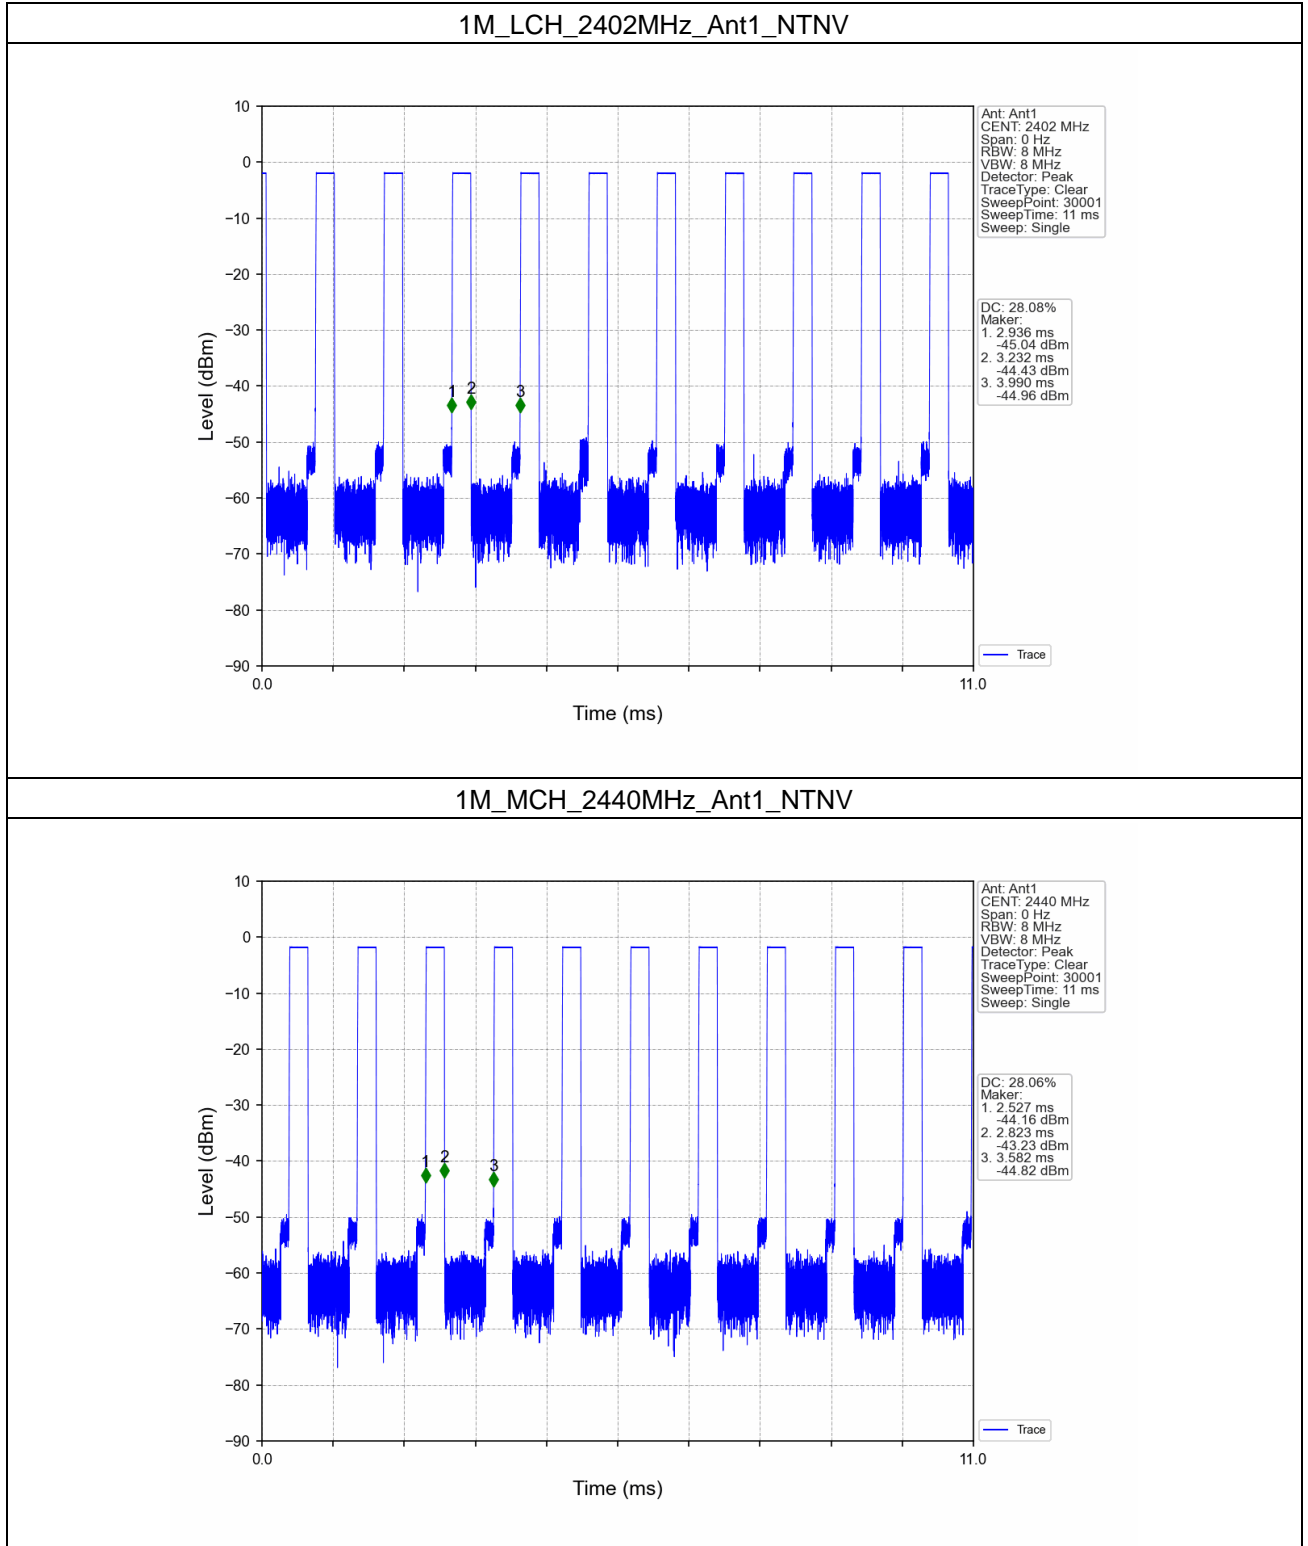 1M_LCH_2402MHz_Ant1_NTNV
10
0
−10
−20
−30
−40
−50
−60
−70
−80
−90
Level (dBm)
1
2
3
0.0
11.0
Time (ms)
Ant: Ant1
CENT: 2402 MHz
Span: 0 Hz
RBW: 8 MHz
VBW: 8 MHz
Detector: Peak
TraceType: Clear
SweepPoint: 30001
SweepTime: 11 ms
Sweep: Single
DC: 28.08%
Maker:
1. 2.936 ms
-45.04 dBm
2. 3.232 ms
-44.43 dBm
3. 3.990 ms
-44.96 dBm
Trace
1M_MCH_2440MHz_Ant1_NTNV
10
0
−10
−20
−30
−40
−50
−60
−70
−80
−90
Level (dBm)
1
2
3
0.0
11.0
Time (ms)
Ant: Ant1
CENT: 2440 MHz
Span: 0 Hz
RBW: 8 MHz
VBW: 8 MHz
Detector: Peak
TraceType: Clear
SweepPoint: 30001
SweepTime: 11 ms
Sweep: Single
DC: 28.06%
Maker:
1. 2.527 ms
-44.16 dBm
2. 2.823 ms
-43.23 dBm
3. 3.582 ms
-44.82 dBm
Trace